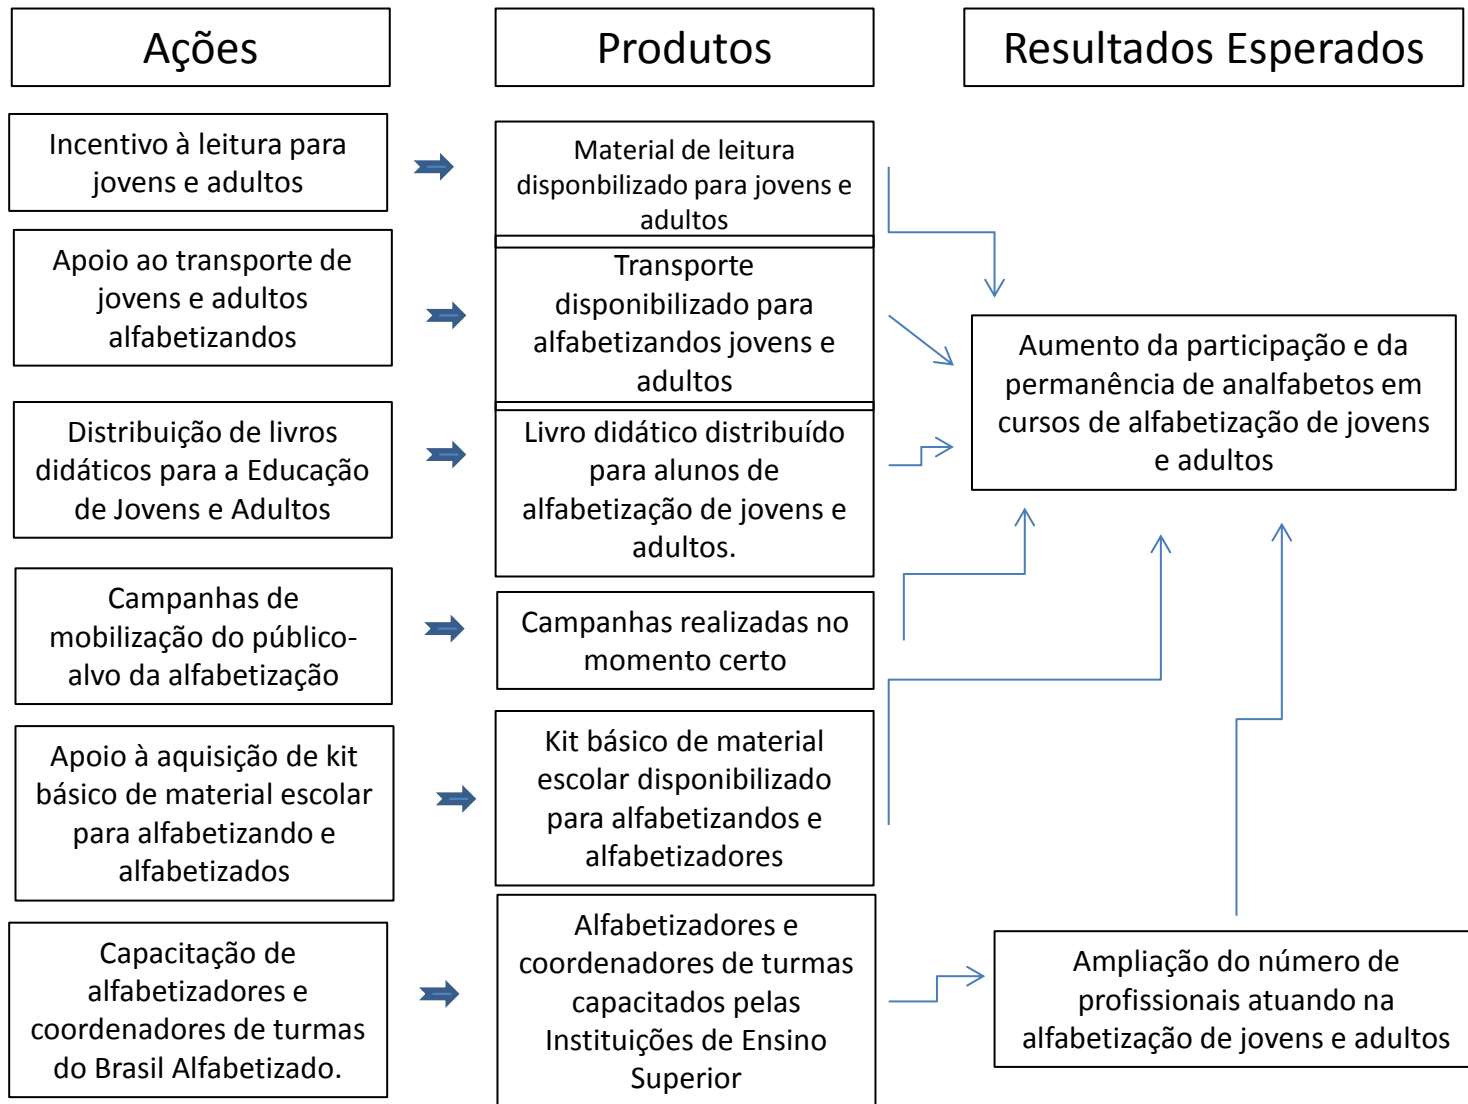 Ações
Produtos
Resultados Esperados
Incentivo à leitura para
jovens e adultos
Material de leitura
disponbilizado para jovens e
adultos
Apoio ao transporte de
jovens e adultos
alfabetizandos
Transporte
disponibilizado para
alfabetizandos jovens e
adultos
Aumento da participação e da
permanência de analfabetos em
cursos de alfabetização de jovens
e adultos
Distribuição de livros
didáticos para a Educação
de Jovens e Adultos
Livro didático distribuído
para alunos de
alfabetização de jovens e
adultos.
Campanhas de
mobilização do público-
alvo da alfabetização
Campanhas realizadas no
momento certo
Apoio à aquisição de kit
básico de material escolar
para alfabetizando e
alfabetizados
Kit básico de material
escolar disponibilizado
para alfabetizandos e
alfabetizadores
Capacitação de
alfabetizadores e
coordenadores de turmas
do Brasil Alfabetizado.
Alfabetizadores e
coordenadores de turmas
capacitados pelas
Instituições de Ensino
Superior
Ampliação do número de
profissionais atuando na
alfabetização de jovens e adultos